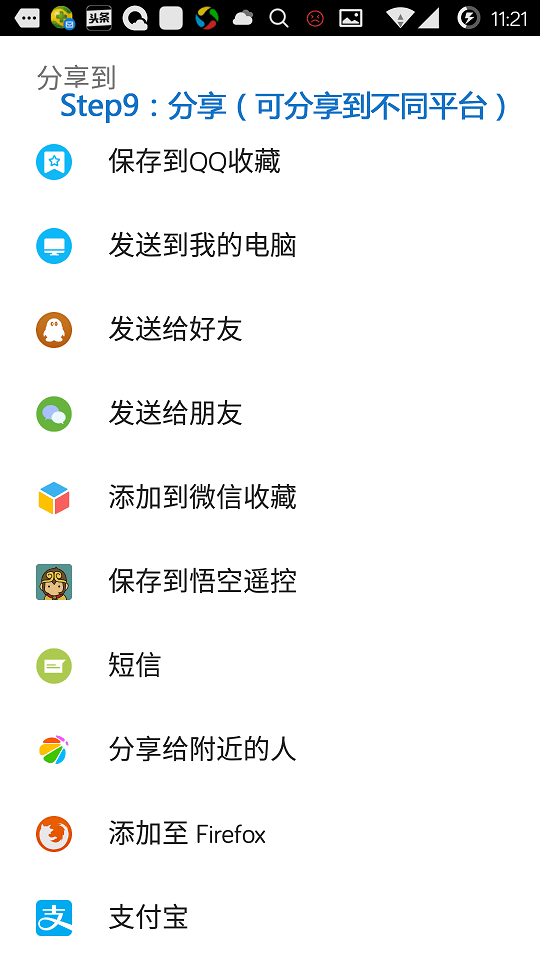 头条
11:21
分享到
Step9：分享（可分享到不同平台）
保存到QQ收藏
发送到我的电脑
发送给好友
发送给朋友
添加到微信收藏
保存到悟空遥控
短信
分享给附近的人
添加至 Firefox
支 支付宝